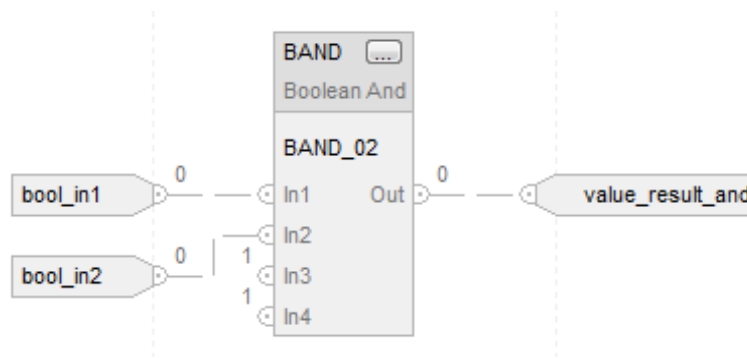 BAND ...
Boolean And
BAND_02
0
0
bool_in1
In1
Out
value_result_and
In2
0
1
bool_in2
In3
1
In4